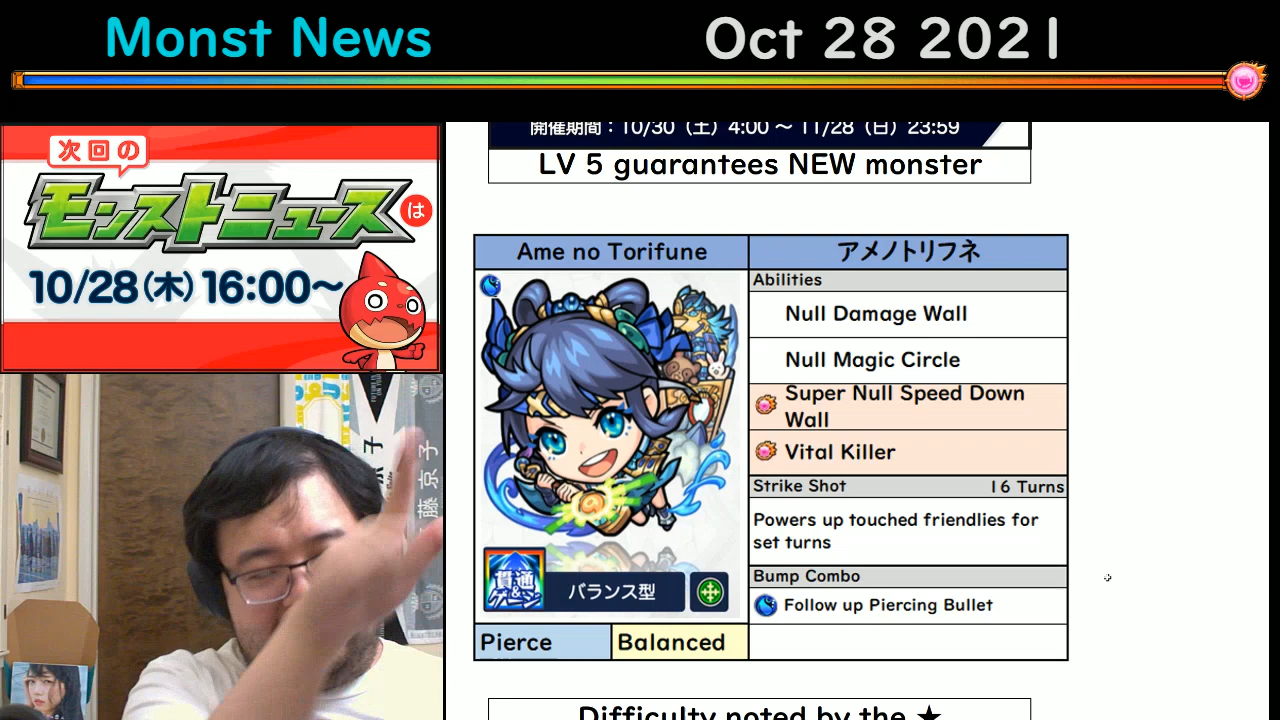 Monst News
Oct 28 2021
次回の
モンストニュース
は
10/28(木)16:00〜
開催期間：10/30（土）4:00 〜 11/28（日）23:59
LV 5 guarantees NEW monster
Ame no Torifune
アメノトリフネ
Abilities
Null Damage Wall
Null Magic Circle
Super Null Speed Down
Wall
Vital Killer
Strike Shot
16 Turns
Powers up touched friendlies for
set turns
Bump Combo
Follow up Piercing Bullet
貫通
バランス型
Pierce
Balanced
Difficulty noted by the ★
藤京子